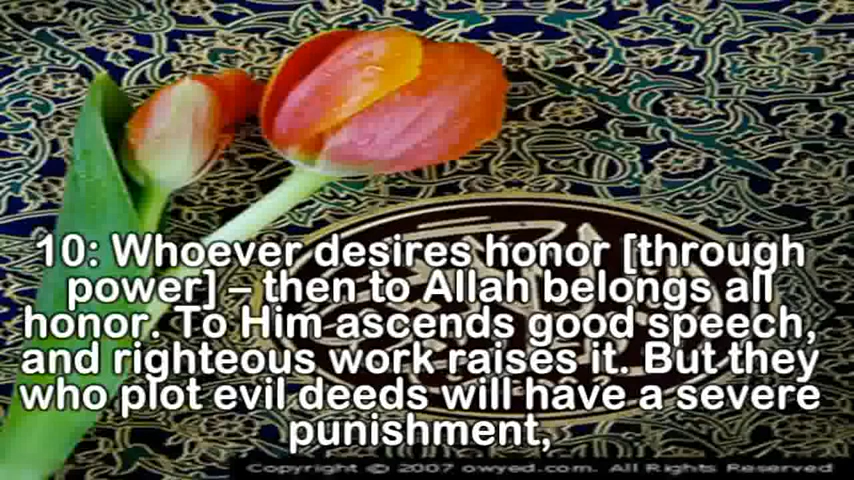 10: Whoever desires honor [through
power] – then to Allah belongs all
honor. To Him ascends good speech,
and righteous work raises it. But they
who plot evil deeds will have a severe
punishment,
Copyright © 2007 owyed.com. All Rights Reserved